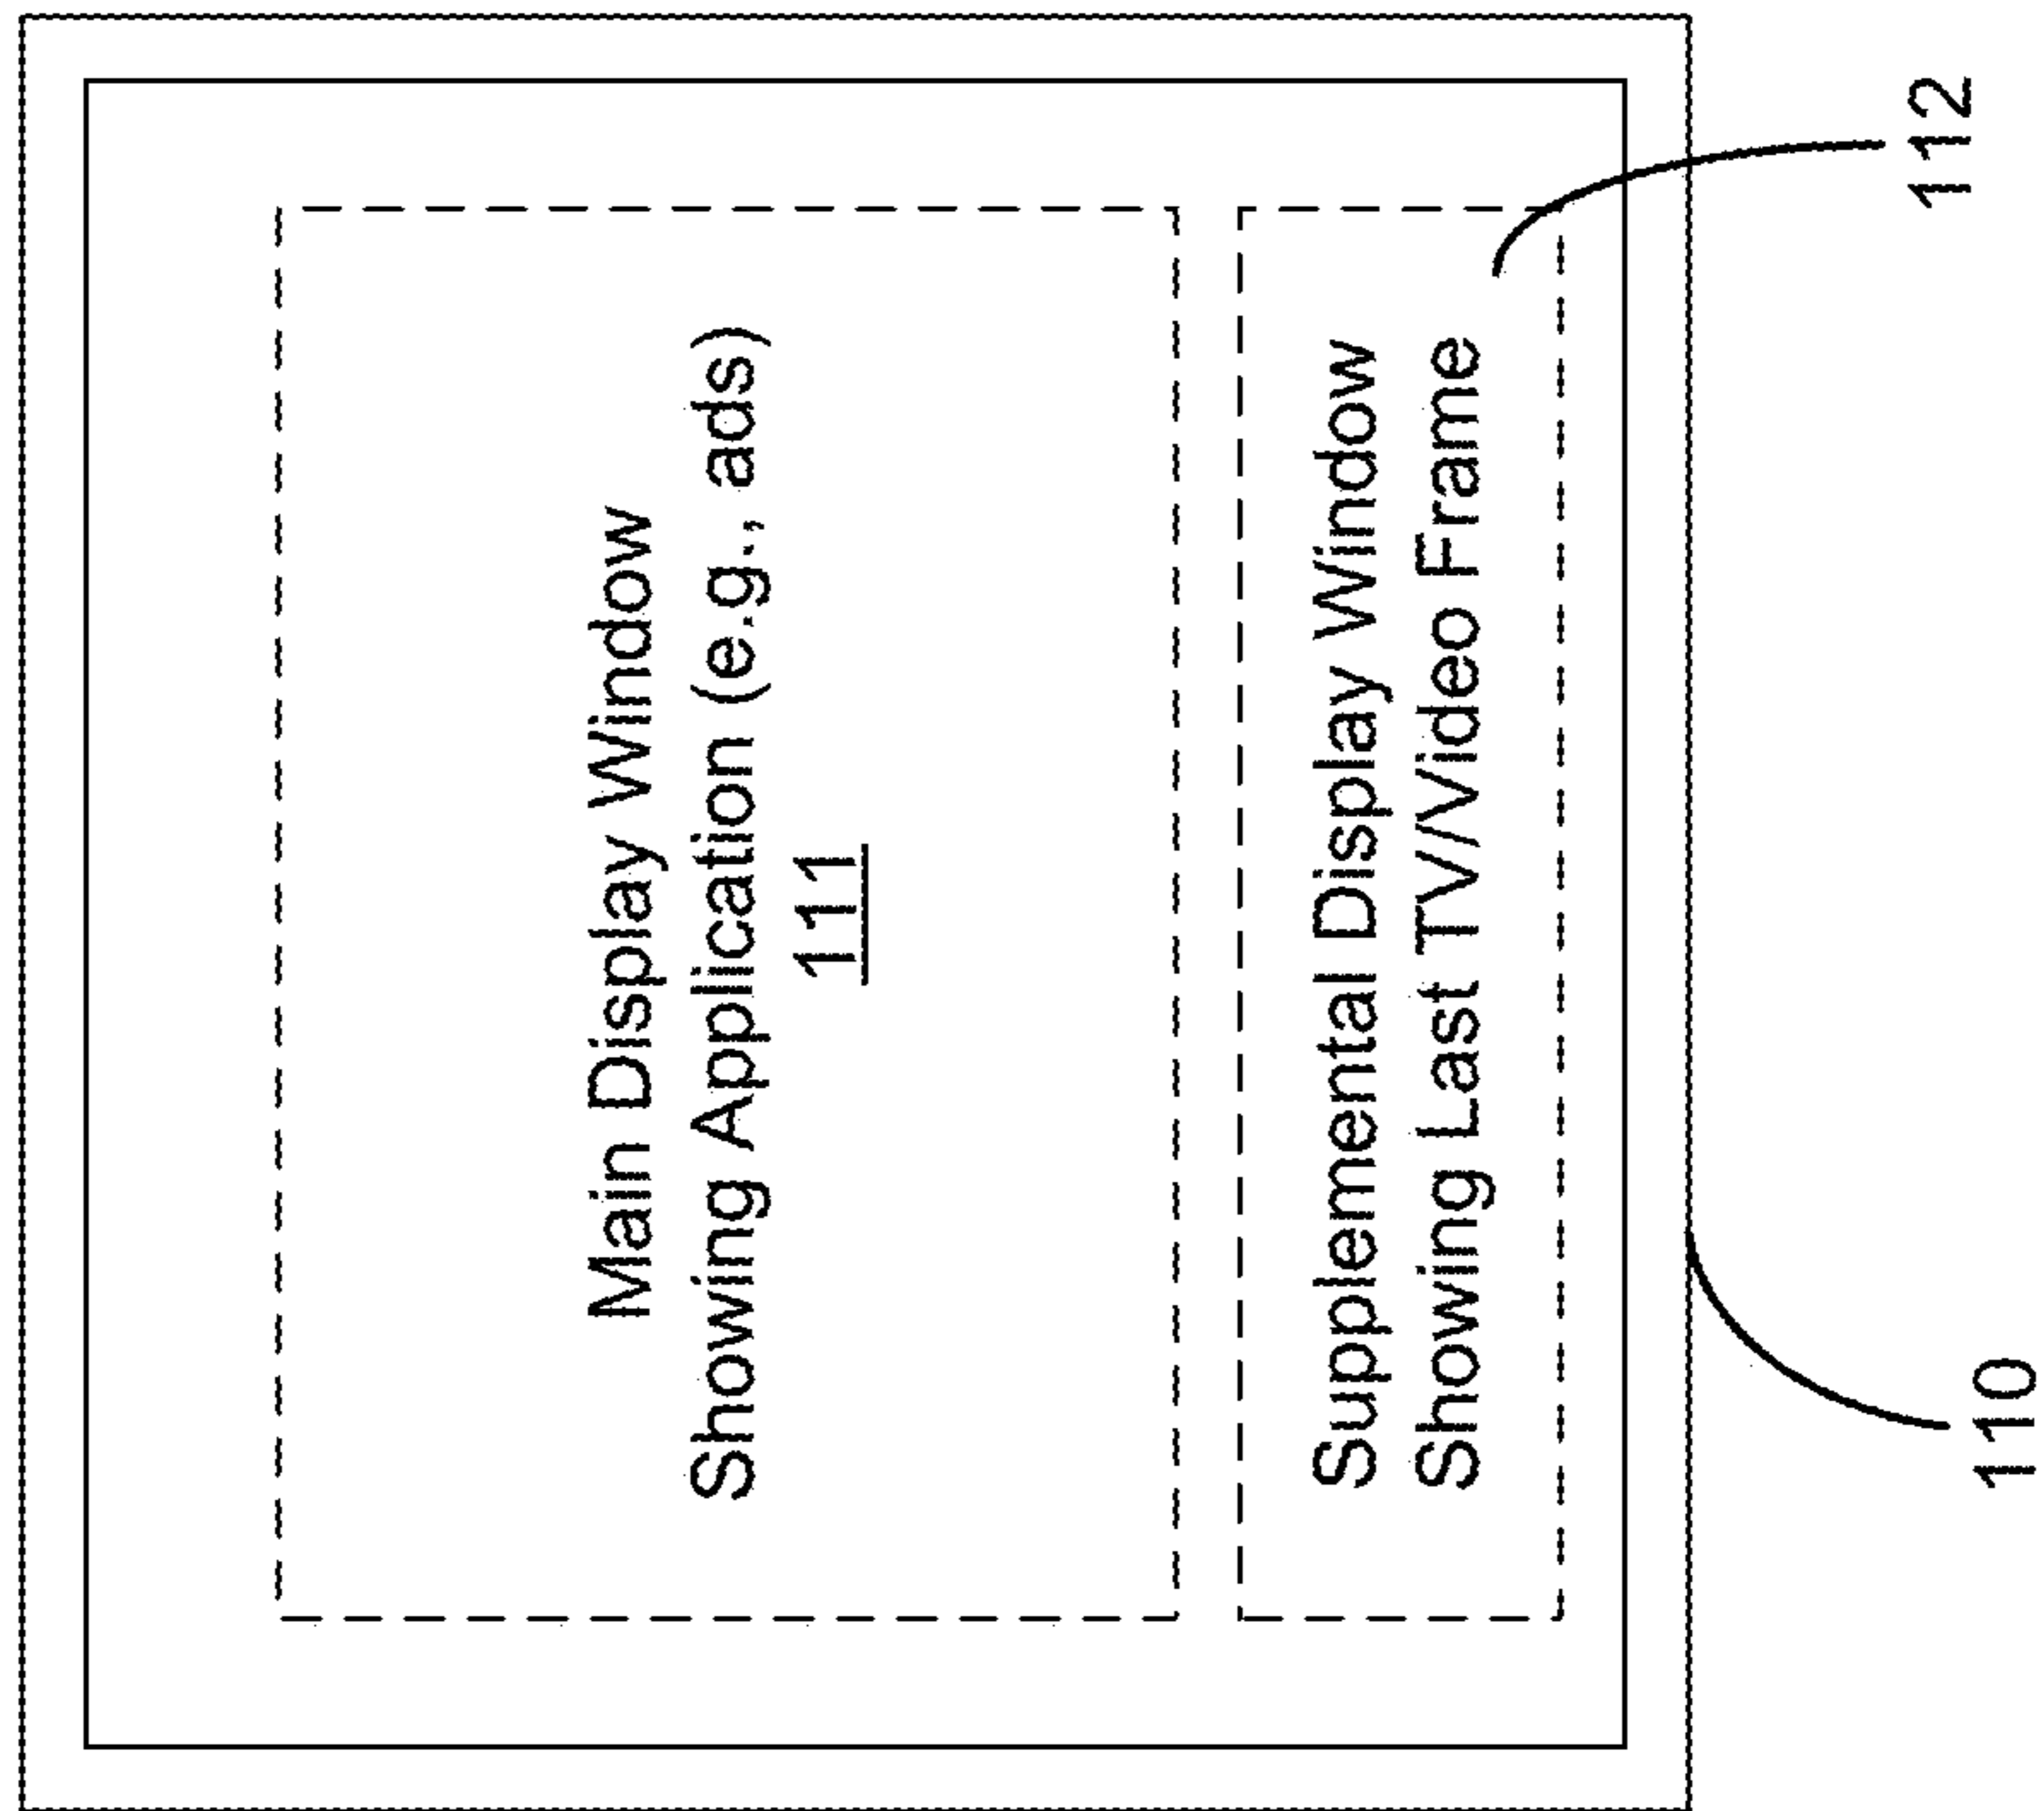 Main Display Window
Showing Application (e.g., ads)
111
Supplemental Display Window
Showing Last TV/Video Frame
112
110